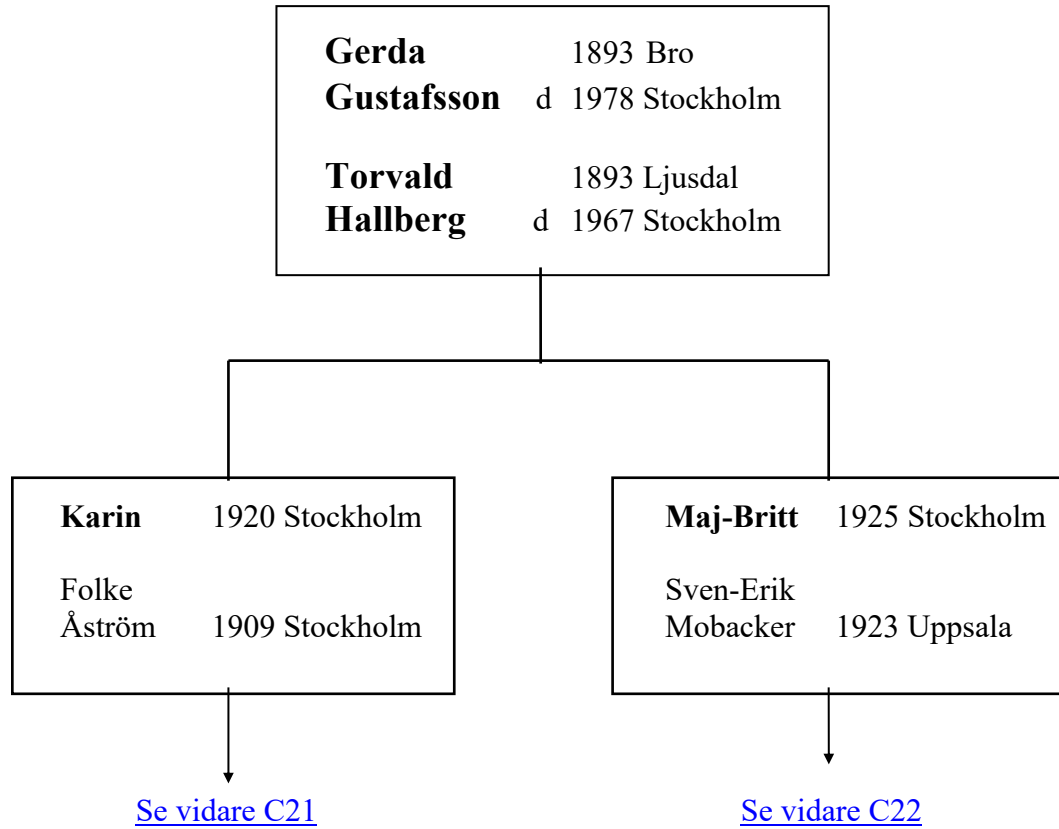 Gerda 1893 Bro
Gustafsson d 1978 Stockholm
Torvald 1893 Ljusdal
Hallberg d 1967 Stockholm
Karin 1920 Stockholm
Folke
Åström 1909 Stockholm
Maj-Britt 1925 Stockholm
Sven-Erik
Mobacker 1923 Uppsala
Se vidare C21
Se vidare C22